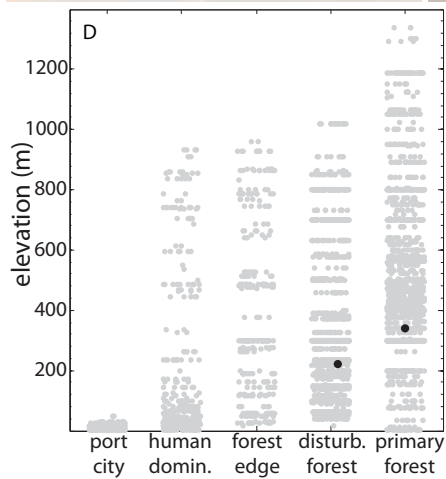 D
1200
1000
800
600
400
200
elevation (m)
port city
human domin.
forest edge
disturb. forest
primary forest